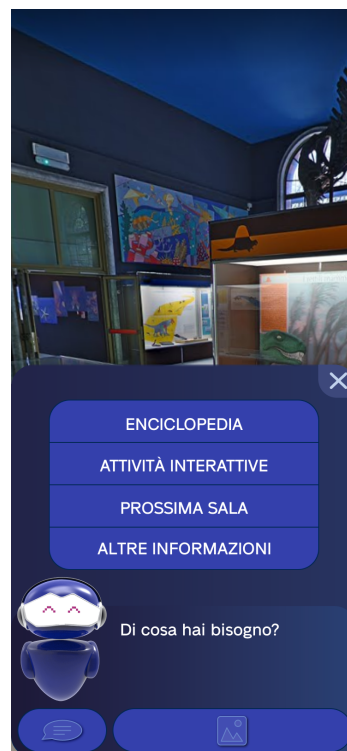 ENCICLOPEDIA
ATTIVITÀ INTERATTIVE
PROSSIMA SALA
ALTRE INFORMAZIONI
Di cosa hai bisogno?